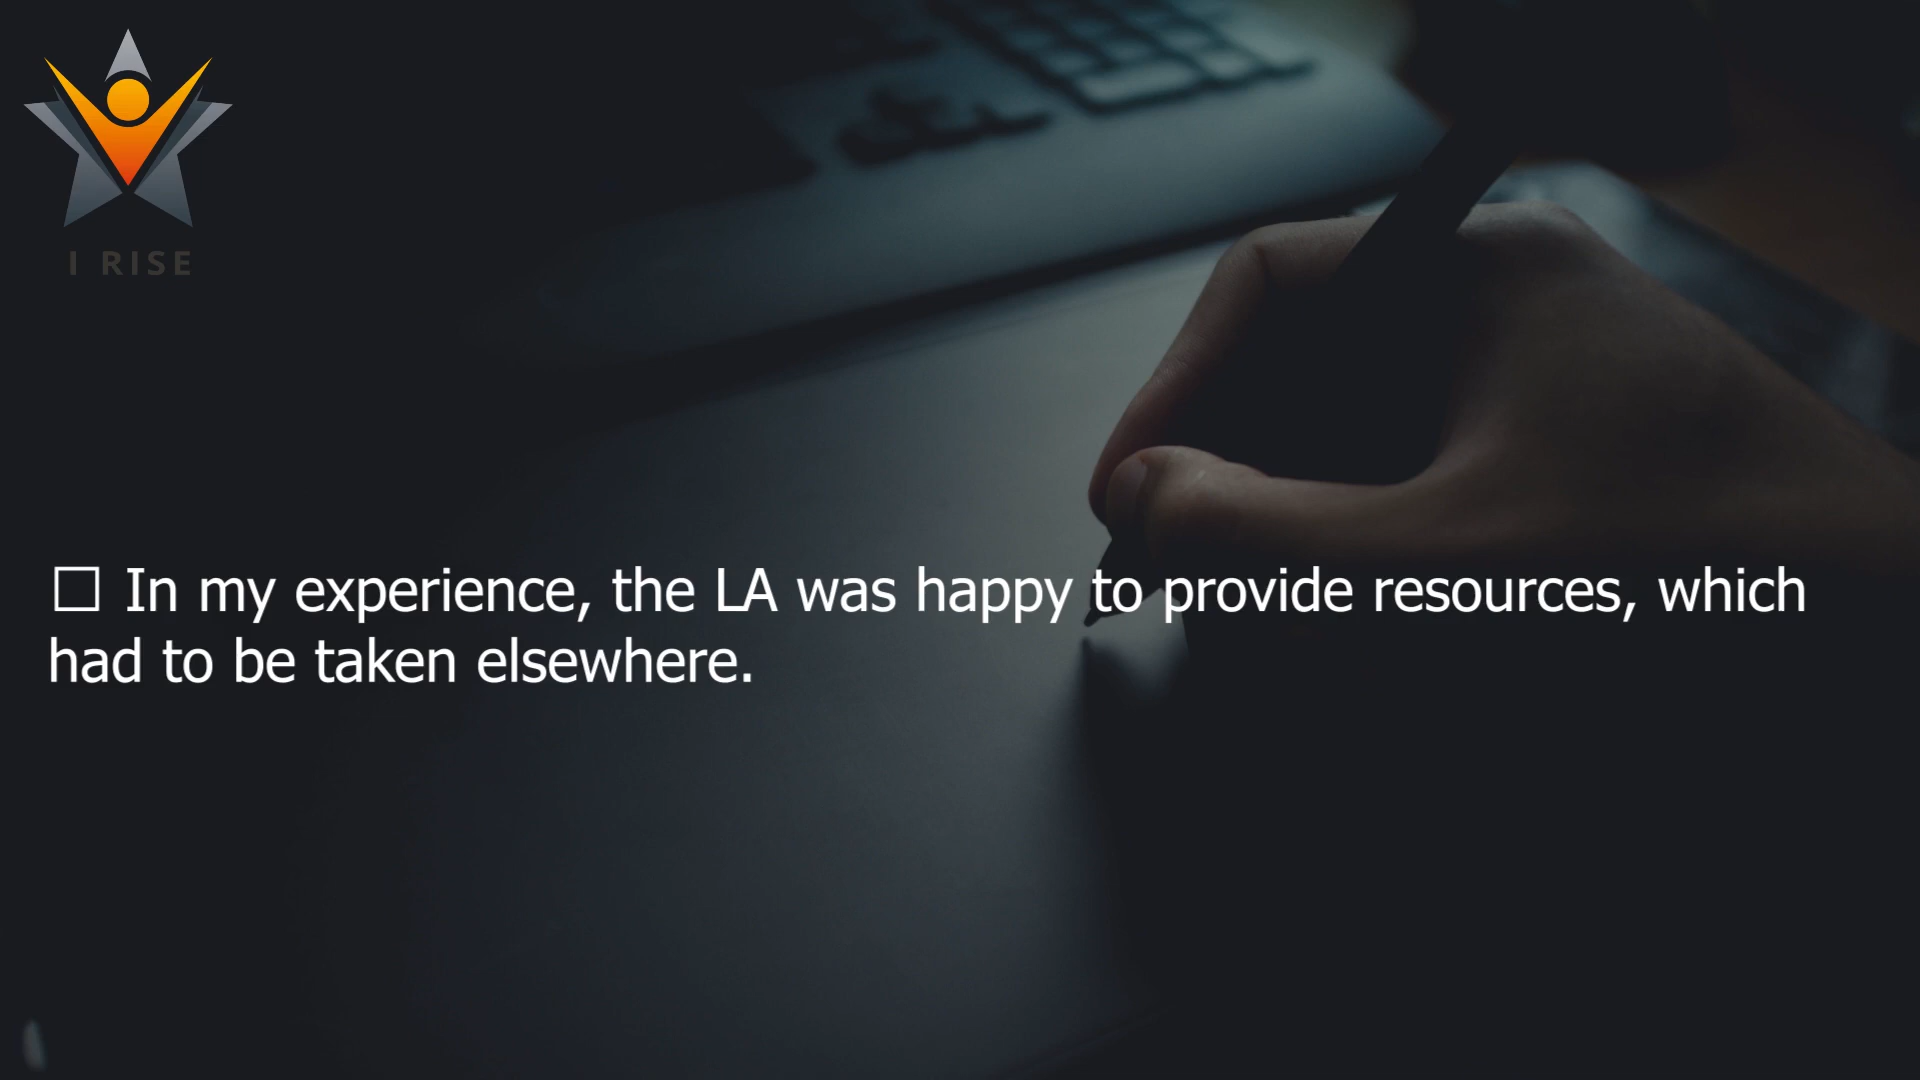 I RISE
☐ In my experience, the LA was happy to provide resources, which
had to be taken elsewhere.